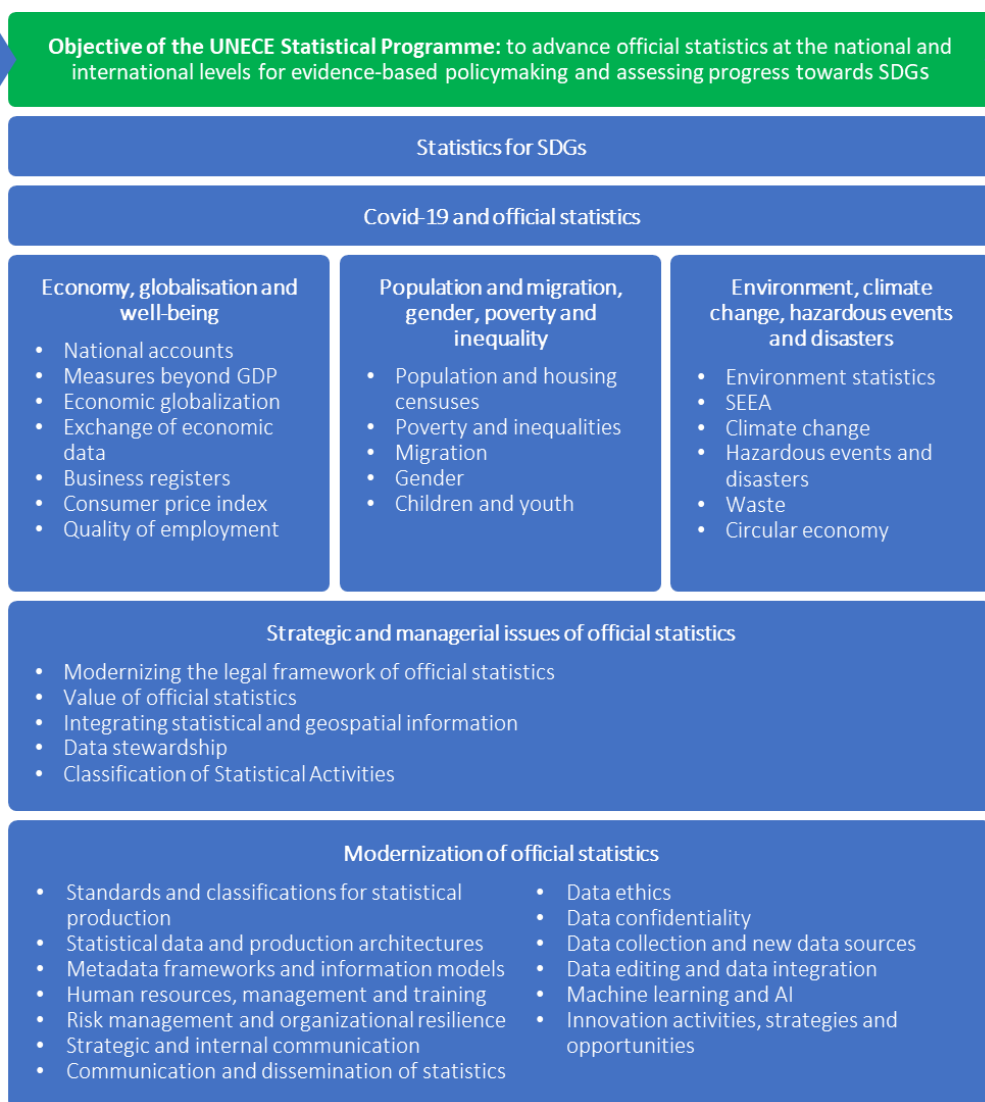 Objective of the UNECE Statistical Programme: to advance official statistics at the national and
international levels for evidence-based policymaking and assessing progress towards SDGs
Statistics for SDGs
Covid-19 and official statistics
Economy, globalisation and
well-being
• National accounts
• Measures beyond GDP
• Economic globalization
• Exchange of economic
data
• Business registers
• Consumer price index
• Quality of employment
Population and migration,
gender, poverty and
inequality
• Population and housing
censuses
• Poverty and inequalities
• Migration
• Gender
• Children and youth
Environment, climate
change, hazardous events
and disasters
• Environment statistics
• SEEA
• Climate change
• Hazardous events and
disasters
• Waste
• Circular economy
Strategic and managerial issues of official statistics
• Modernizing the legal framework of official statistics
• Value of official statistics
• Integrating statistical and geospatial information
• Data stewardship
• Classification of Statistical Activities
Modernization of official statistics
• Standards and classifications for statistical
production
• Statistical data and production architectures
• Metadata frameworks and information models
• Human resources, management and training
• Risk management and organizational resilience
• Strategic and internal communication
• Communication and dissemination of statistics
• Data ethics
• Data confidentiality
• Data collection and new data sources
• Data editing and data integration
• Machine learning and AI
• Innovation activities, strategies and
opportunities